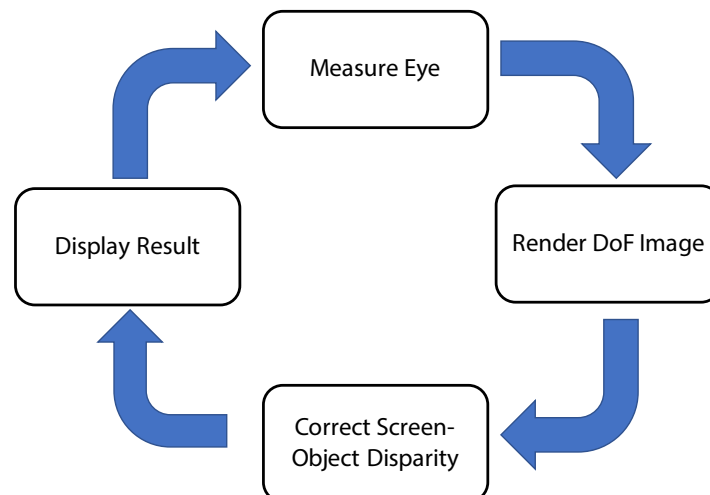 Measure Eye
Display Result
Render DoF Image
Correct Screen-
Object Disparity